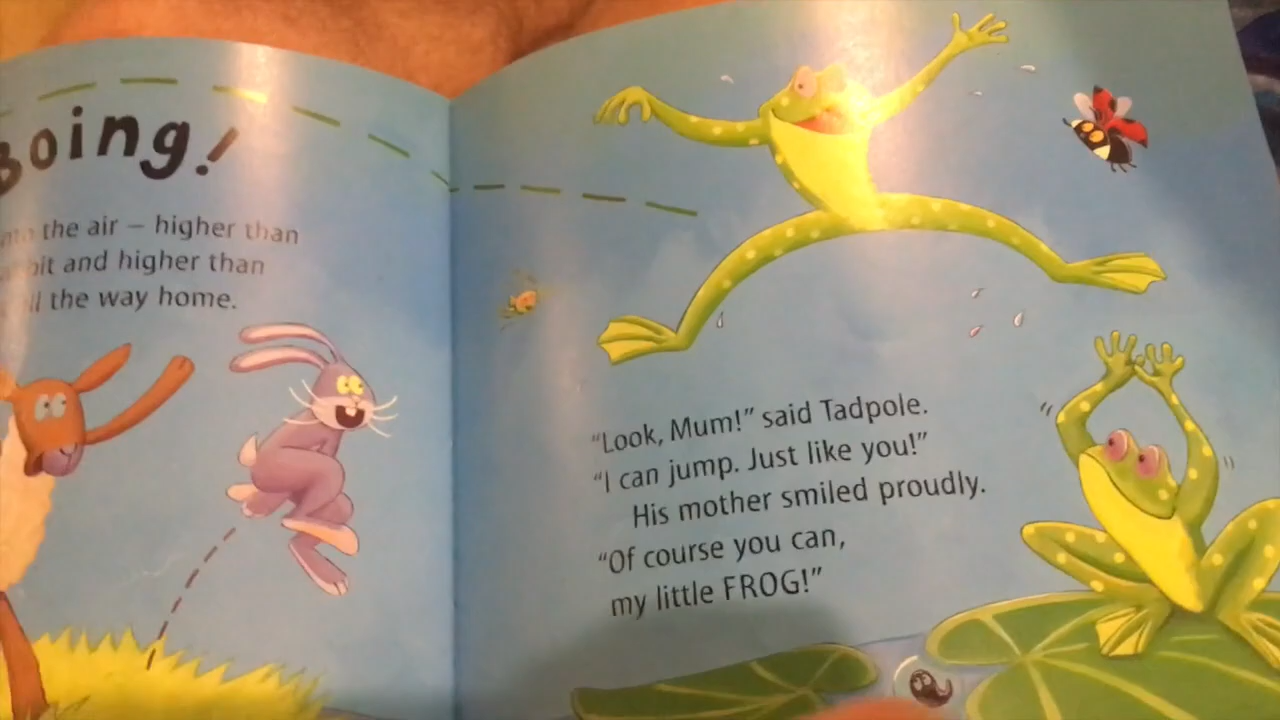 Boing!
the air – higher than
and higher than
the way home.
“Look, Mum!” said Tadpole.
“I can jump. Just like you!”
His mother smiled proudly.
“Of course you can,
my little FROG!”